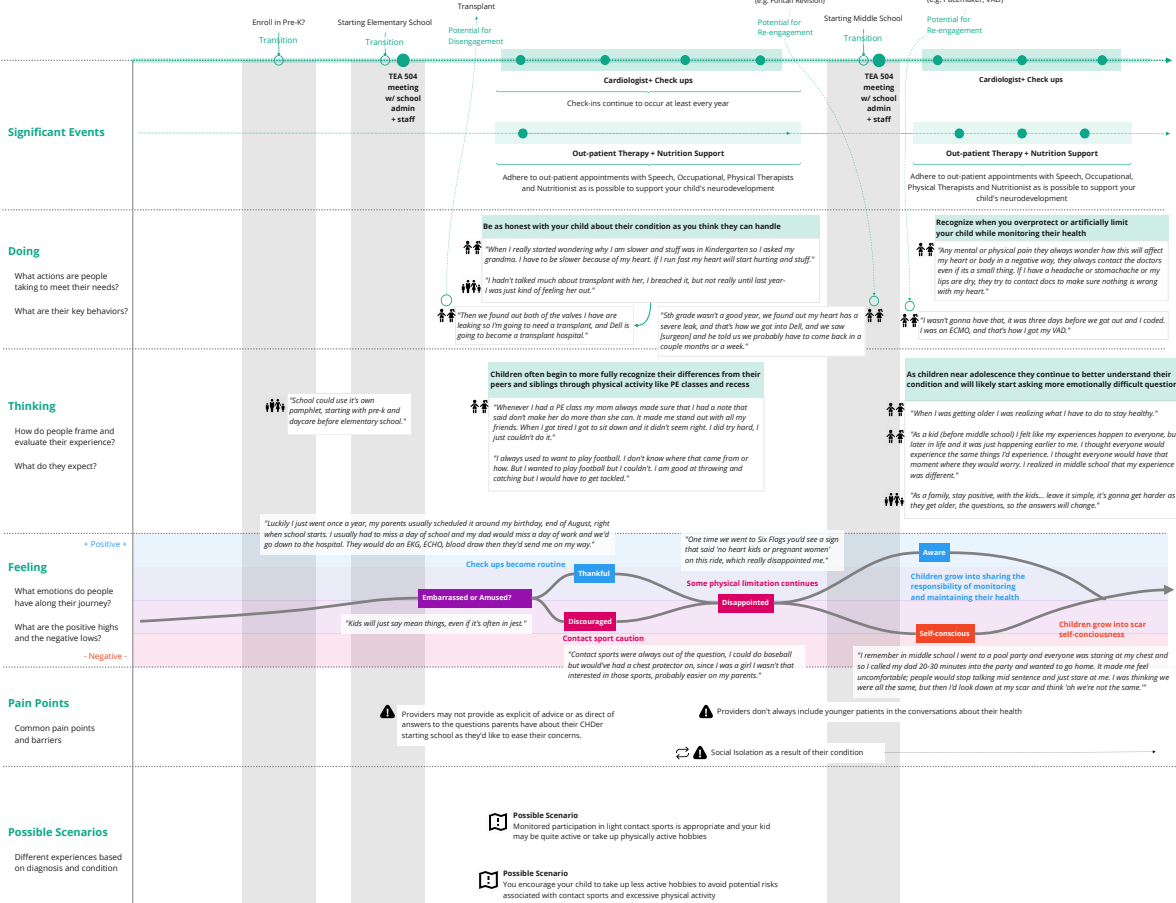 Transplant
(e.g. Fontan Revision)
(e.g. Pacemaker, VAD)
Enroll in Pre-K?
Starting Elementary School
Starting Middle School
Transition
Transition
Potential for
Disengagement
Potential for
Re-engagement
Transition
Potential for
Re-engagement
Significant Events
TEA 504
meeting
w/ school
admin
+ staff
Cardiologist+ Check ups
Check-ins continue to occur at least every year
Out-patient Therapy + Nutrition Support
Adhere to out-patient appointments with Speech, Occupational, Physical Therapists
and Nutritionist as is possible to support your child's neurodevelopment
TEA 504
meeting
w/ school
admin
+ staff
Cardiologist+ Check ups
Out-patient Therapy + Nutrition Support
Adhere to out-patient appointments with Speech, Occupational,
Physical Therapists and Nutritionist as is possible to support your
child's neurodevelopment
Doing
What actions are people
taking to meet their needs?
What are their key behaviors?
Be as honest with your child about their condition as you think they can handle
"When I really started wondering why I am slower and stuff was in Kindergarten so I asked my
grandma. I have to be slower because of my heart. If I run fast my heart will start hurting and stuff."
"I hadn't talked much about transplant with her, I breached it, but not really until last year-
I was just kind of feeling her out."
"Then we found out both of the valves I have are
leaking so I'm going to need a transplant, and Dell is
going to become a transplant hospital."
"5th grade wasn't a good year, we found out my heart has a
severe leak, and that's how we got into Dell, and we saw
[surgeon] and he told us we probably have to come back in a
couple months or a week."
Recognize when you overprotect or artificially limit
your child while monitoring their health
"Any mental or physical pain they always wonder how this will affect
my heart or body in a negative way, they always contact the doctors
even if its a small thing. If I have a headache or stomachache or my
lips are dry, they try to contact docs to make sure nothing is wrong
with my heart."
"I wasn't gonna have that, it was three days before we got out and I coded.
I was on ECMO, and that's how I got my VAD."
Thinking
How do people frame and
evaluate their experience?
What do they expect?
"School could use it's own
pamphlet, starting with pre-k and
daycare before elementary school."
Children often begin to more fully recognize their differences from their
peers and siblings through physical activity like PE classes and recess
"Whenever I had a PE class my mom always made sure that I had a note that
said don't make her do more than she can. It made me stand out with all my
friends. When I got tired I got to sit down and it didn't seem right. I did try hard, I
just couldn't do it."
"I always used to want to play football. I don't know where that came from or
how. But I wanted to play football but I couldn't. I am good at throwing and
catching but I would have to get tackled."
As children near adolescence they continue to better understand their
condition and will likely start asking more emotionally difficult question
"When I was getting older I was realizing what I have to do to stay healthy."
"As a kid (before middle school) I felt like my experiences happen to everyone, bu
later in life and it was just happening earlier to me. I thought everyone would
experience the same things I'd experience. I thought everyone would have that
moment where they would worry. I realized in middle school that my experience
was different."
"As a family, stay positive, with the kids... leave it simple, it's gonna get harder as
they get older, the questions, so the answers will change."
+ Positive +
Feeling
What emotions do people
have along their journey?
What are the positive highs
and the negative lows?
- Negative -
"Luckily I just went once a year, my parents usually scheduled it around my birthday, end of August, right
when school starts. I usually had to miss a day of school and my dad would miss a day of work and we'd
go down to the hospital. They would do an EKG, ECHO, blood draw then they'd send me on my way."
Check ups become routine
Thankful
Embarrassed or Amused?
"Kids will just say mean things, even if it's often in jest."
Discouraged
Contact sport caution
"Contact sports were always out of the question, I could do baseball
but would've had a chest protector on, since I was a girl I wasn't that
interested in those sports, probably easier on my parents."
"One time we went to Six Flags you'd see a sign
that said 'no heart kids or pregnant women'
on this ride, which really disappointed me."
Some physical limitation continues
Disappointed
Aware
Children grow into sharing the
responsibility of monitoring
and maintaining their health
Self-conscious
Children grow into scar
self-conciousness
"I remember in middle school I went to a pool party and everyone was staring at my chest and
so I called my dad 20-30 minutes into the party and wanted to go home. It made me feel
uncomfortable; people would stop talking mid sentence and just stare at me. I was thinking we
were all the same, but then I'd look down at my scar and think 'oh we're not the same.'"
Pain Points
Common pain points
and barriers
Providers may not provide as explicit of advice or as direct of
answers to the questions parents have about their CHDer
starting school as they'd like to ease their concerns.
Providers don't always include younger patients in the conversations about their health
Social Isolation as a result of their condition
Possible Scenarios
Different experiences based
on diagnosis and condition
Possible Scenario
Monitored participation in light contact sports is appropriate and your kid
may be quite active or take up physically active hobbies
Possible Scenario
You encourage your child to take up less active hobbies to avoid potential risks
associated with contact sports and excessive physical activity